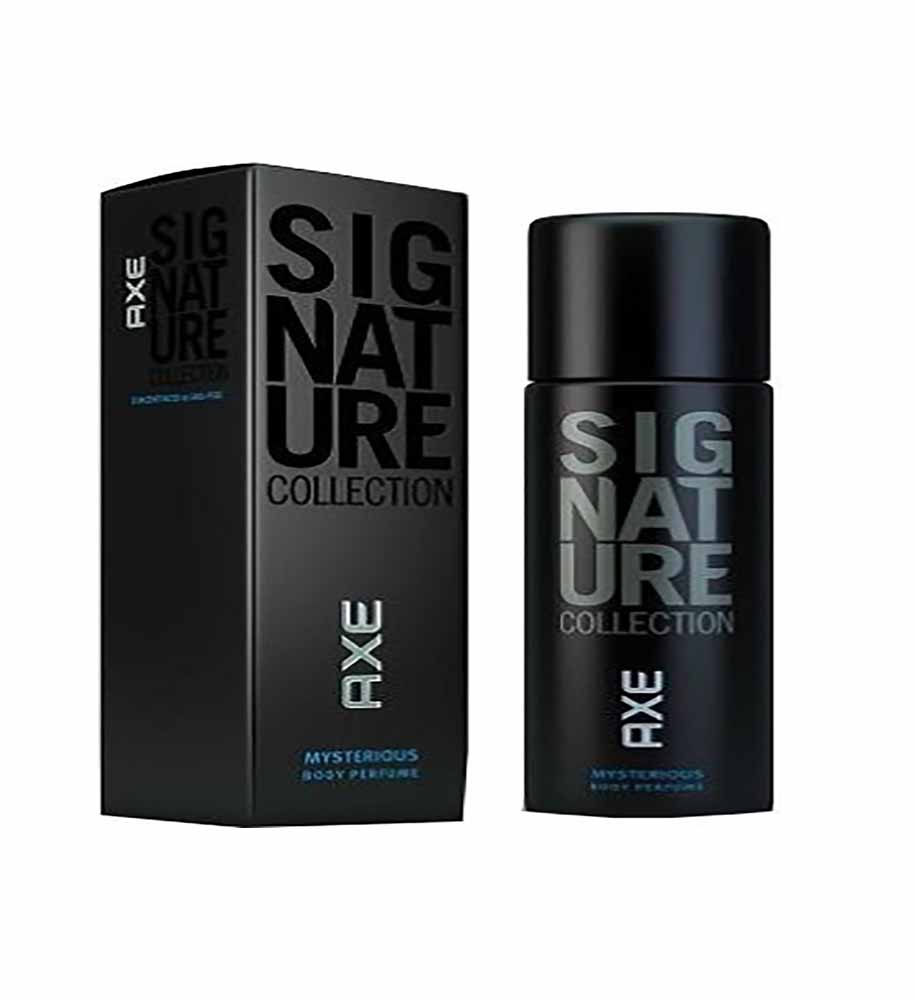 AXE
SIG
NAT
URE
COLLECTION
SIG
NAT
URE
COLLECTION
AXE
MYSTERIOUS
BODY PERFUME
SIG
NAT
URE
COLLECTION
AXE
MYSTERIOUS
BODY PERFUME